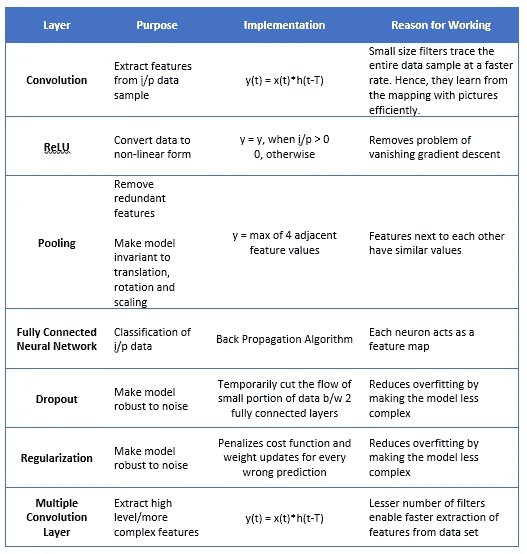 Layer
Purpose
Implementation
Reason for Working
Convolution
Extract features
from i/p data
sample
y(t) = x(t)*h(t-T)
Small size filters trace the
entire data sample at a faster
rate. Hence, they learn from
the mapping with pictures
efficiently.
ReLU
Convert data to
non-linear form
y = y, when i/p > 0
0, otherwise
Removes problem of
vanishing gradient descent
Pooling
Remove
redundant
features
Make model
invariant to
translation,
rotation and
scaling
y = max of 4 adjacent
feature values
Features next to each other
have similar values
Fully Connected
Neural Network
Classification of
i/p data
Back Propagation Algorithm
Each neuron acts as a
feature map
Dropout
Make model
robust to noise
Temporarily cut the flow of
small portion of data b/w 2
fully connected layers
Reduces overfitting by
making the model less
complex
Regularization
Make model
robust to noise
Penalizes cost function and
weight updates for every
wrong prediction
Reduces overfitting by
making the model less
complex
Multiple
Convolution
Layer
Extract high
level/more
complex features
y(t) = x(t)*h(t-T)
Lesser number of filters
enable faster extraction of
features from data set